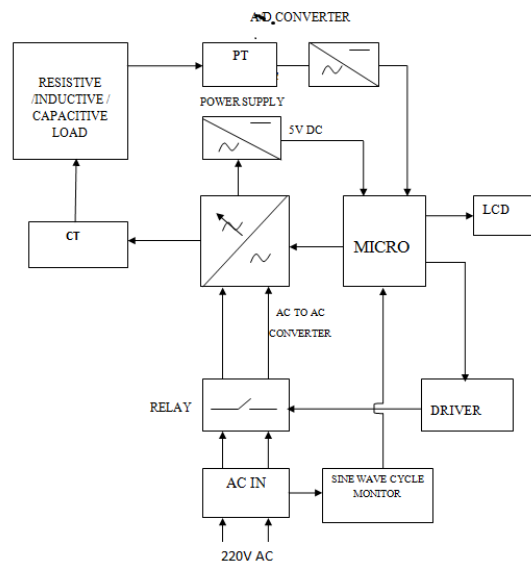 A/D CONVERTER
PT
RESISTIVE
/INDUCTIVE /
CAPACITIVE
LOAD
POWER SUPPLY
5V DC
CT
MICRO
LCD
AC TO AC
CONVERTER
RELAY
DRIVER
AC IN
SINE WAVE CYCLE
MONITOR
220V AC